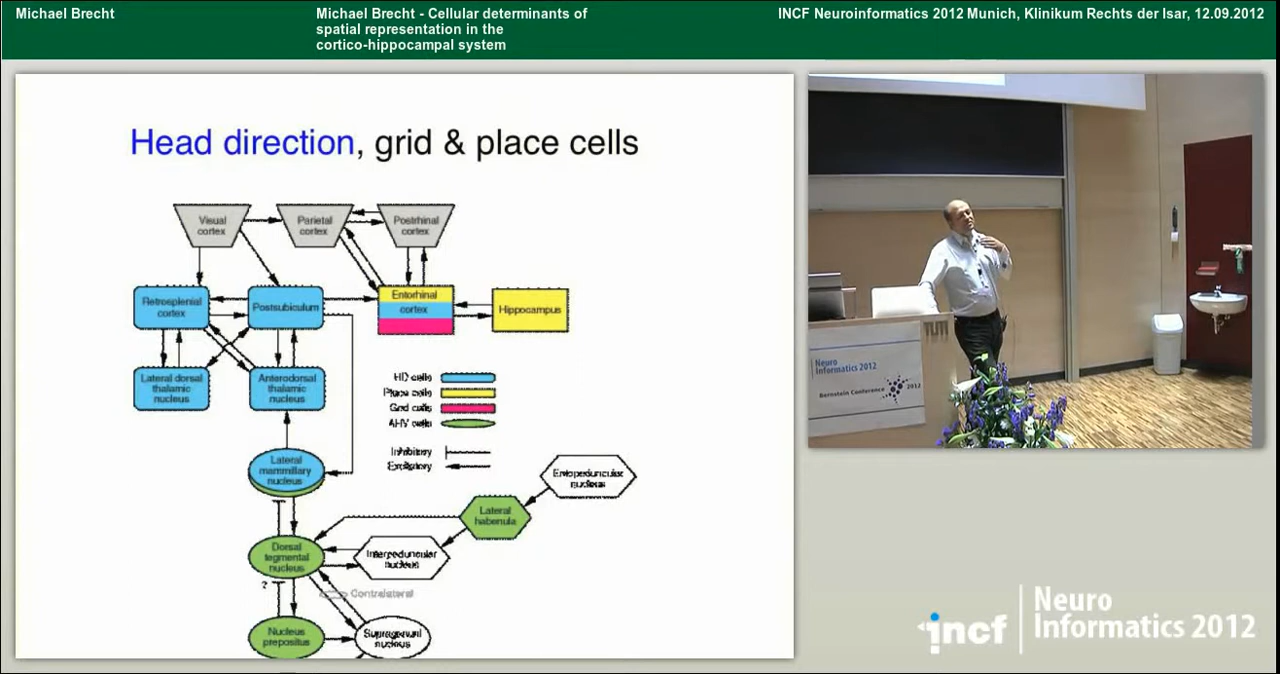 Michael Brecht
Michael Brecht - Cellular determinants of
spatial representation in the
cortico-hippocampal system
INCF Neuroinformatics 2012 Munich, Klinikum Rechts der Isar, 12.09.2012
Head direction, grid & place cells
Visual
cortex
Parietal
cortex
Postrhinal
cortex
Retrosplenial
cortex
Postsubiculum
Entorhinal
cortex
Hippocampus
Lateral dorsal
thalamic
nucleus
Anterodorsal
thalamic
nucleus
HD cells
Place cells
Grid cells
AHV cells
Inhibitory
Excitatory
Lateral
mammillary
nucleus
Entopeduncular
nucleus
Lateral
habenula
Dorsal
tegmental
nucleus
Interpeduncular
nucleus
?
Contralateral
Nucleus
prepositus
Supragenual
nucleus
TUM
Neuro
Informatics 2012
Bernstein Conference 2012
incf
Neuro
Informatics 2012